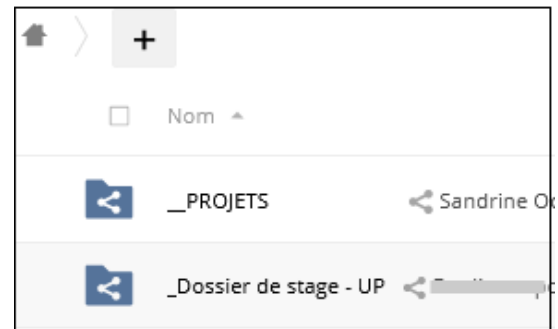 +
Nom
__PROJETS Sandrine
_Dossier de stage - UP